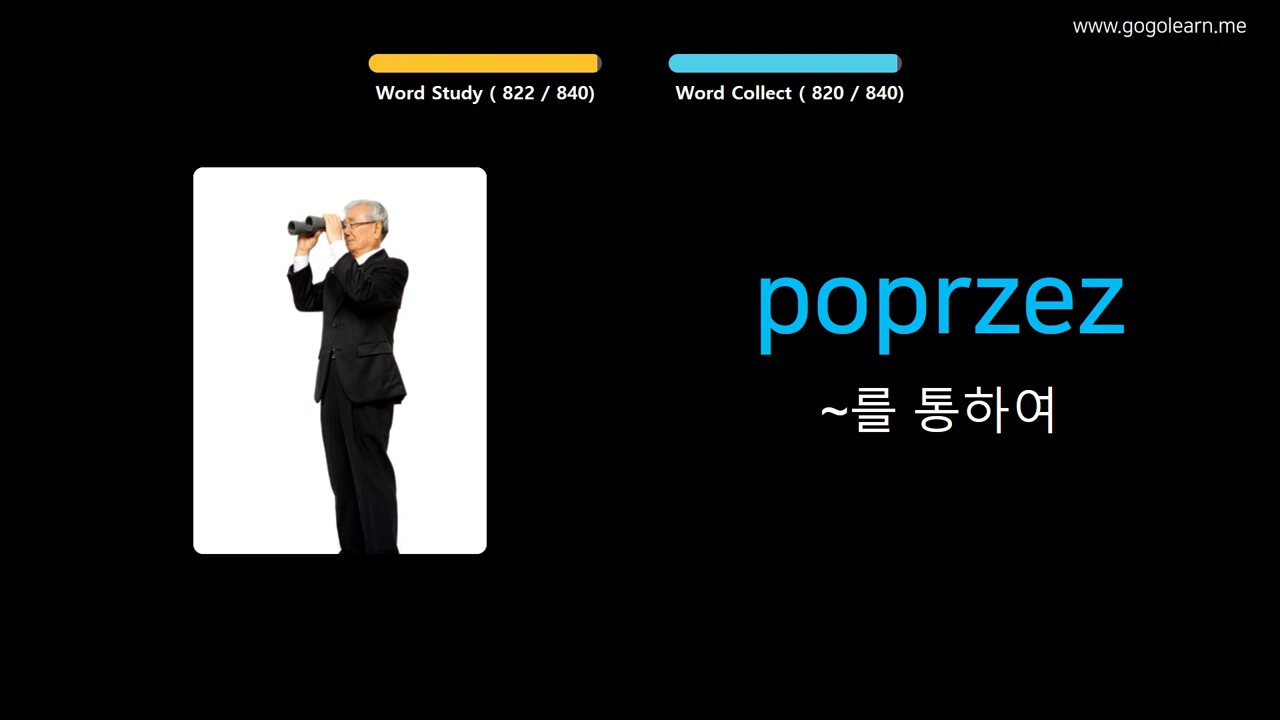 www.gogolearn.me
Word Study ( 822 / 840)
Word Collect ( 820 / 840)
poprzez
~를 통하여